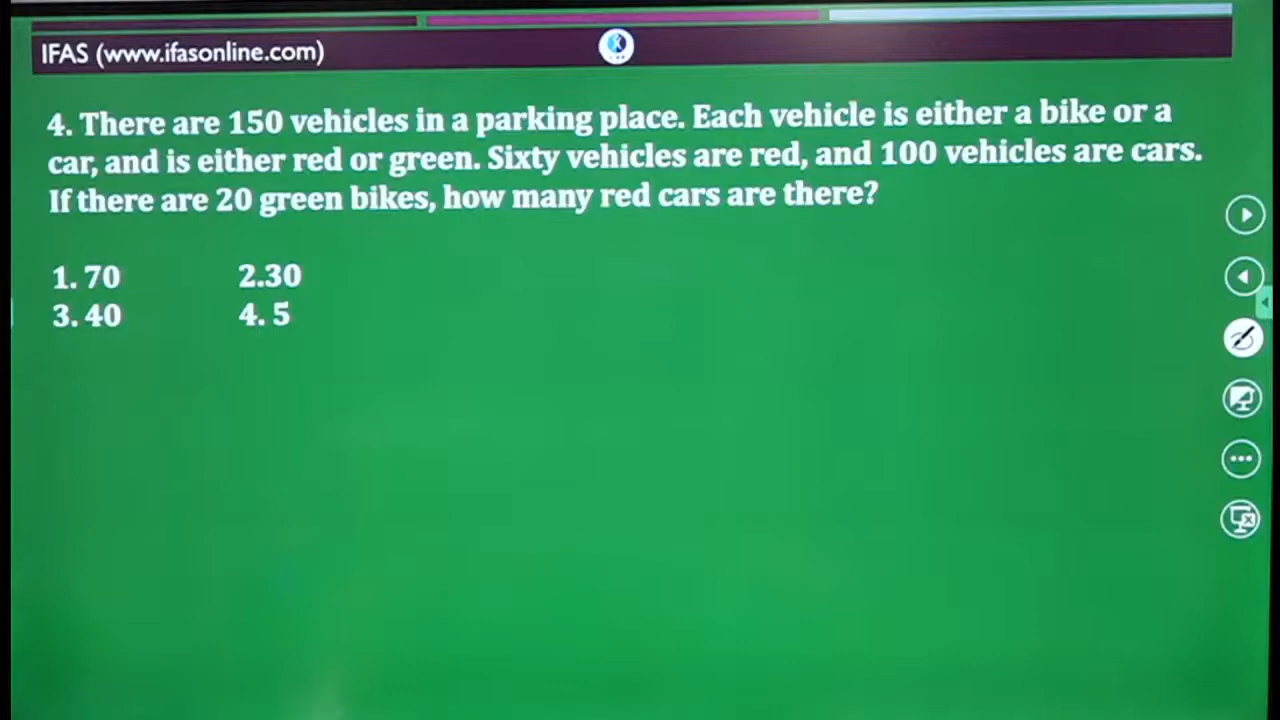 IFAS (www.ifasonline.com)
4. There are 150 vehicles in a parking place. Each vehicle is either a bike or a
car, and is either red or green. Sixty vehicles are red, and 100 vehicles are cars.
If there are 20 green bikes, how many red cars are there?
1. 70 2.30
3. 40 4. 5